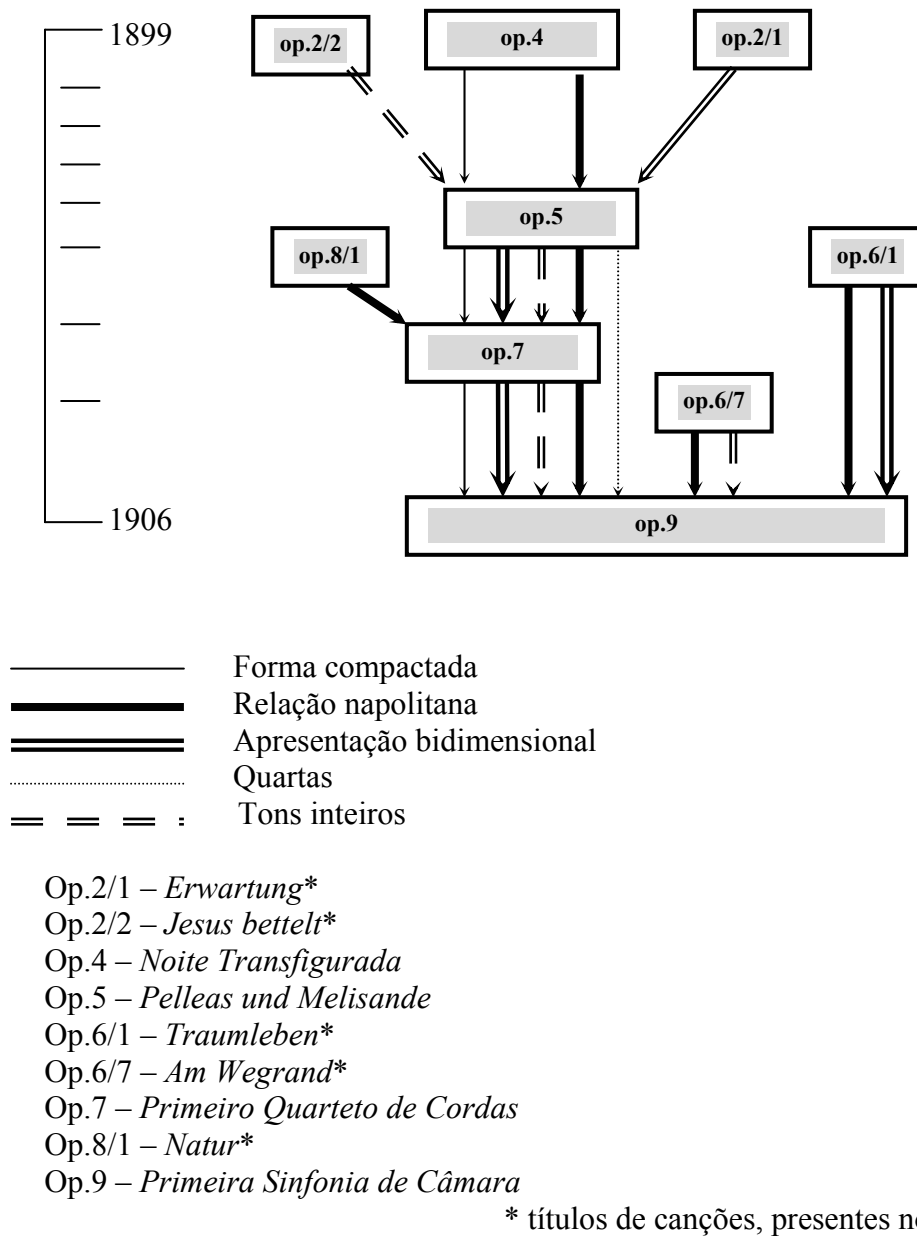 1899
op.2/2
op.4
op.2/1
op.5
op.8/1
op.6/1
op.7
op.6/7
1906
op.9
Forma compactada
Relação napolitana
Apresentação bidimensional
Quartas
Tons inteiros
Op.2/1 – Erwartung*
Op.2/2 – Jesus bettelt*
Op.4 – Noite Transfigurada
Op.5 – Pelleas und Melisande
Op.6/1 – Traumleben*
Op.6/7 – Am Wegrand*
Op.7 – Primeiro Quarteto de Cordas
Op.8/1 – Natur*
Op.9 – Primeira Sinfonia de Câmara
* títulos de canções, presentes